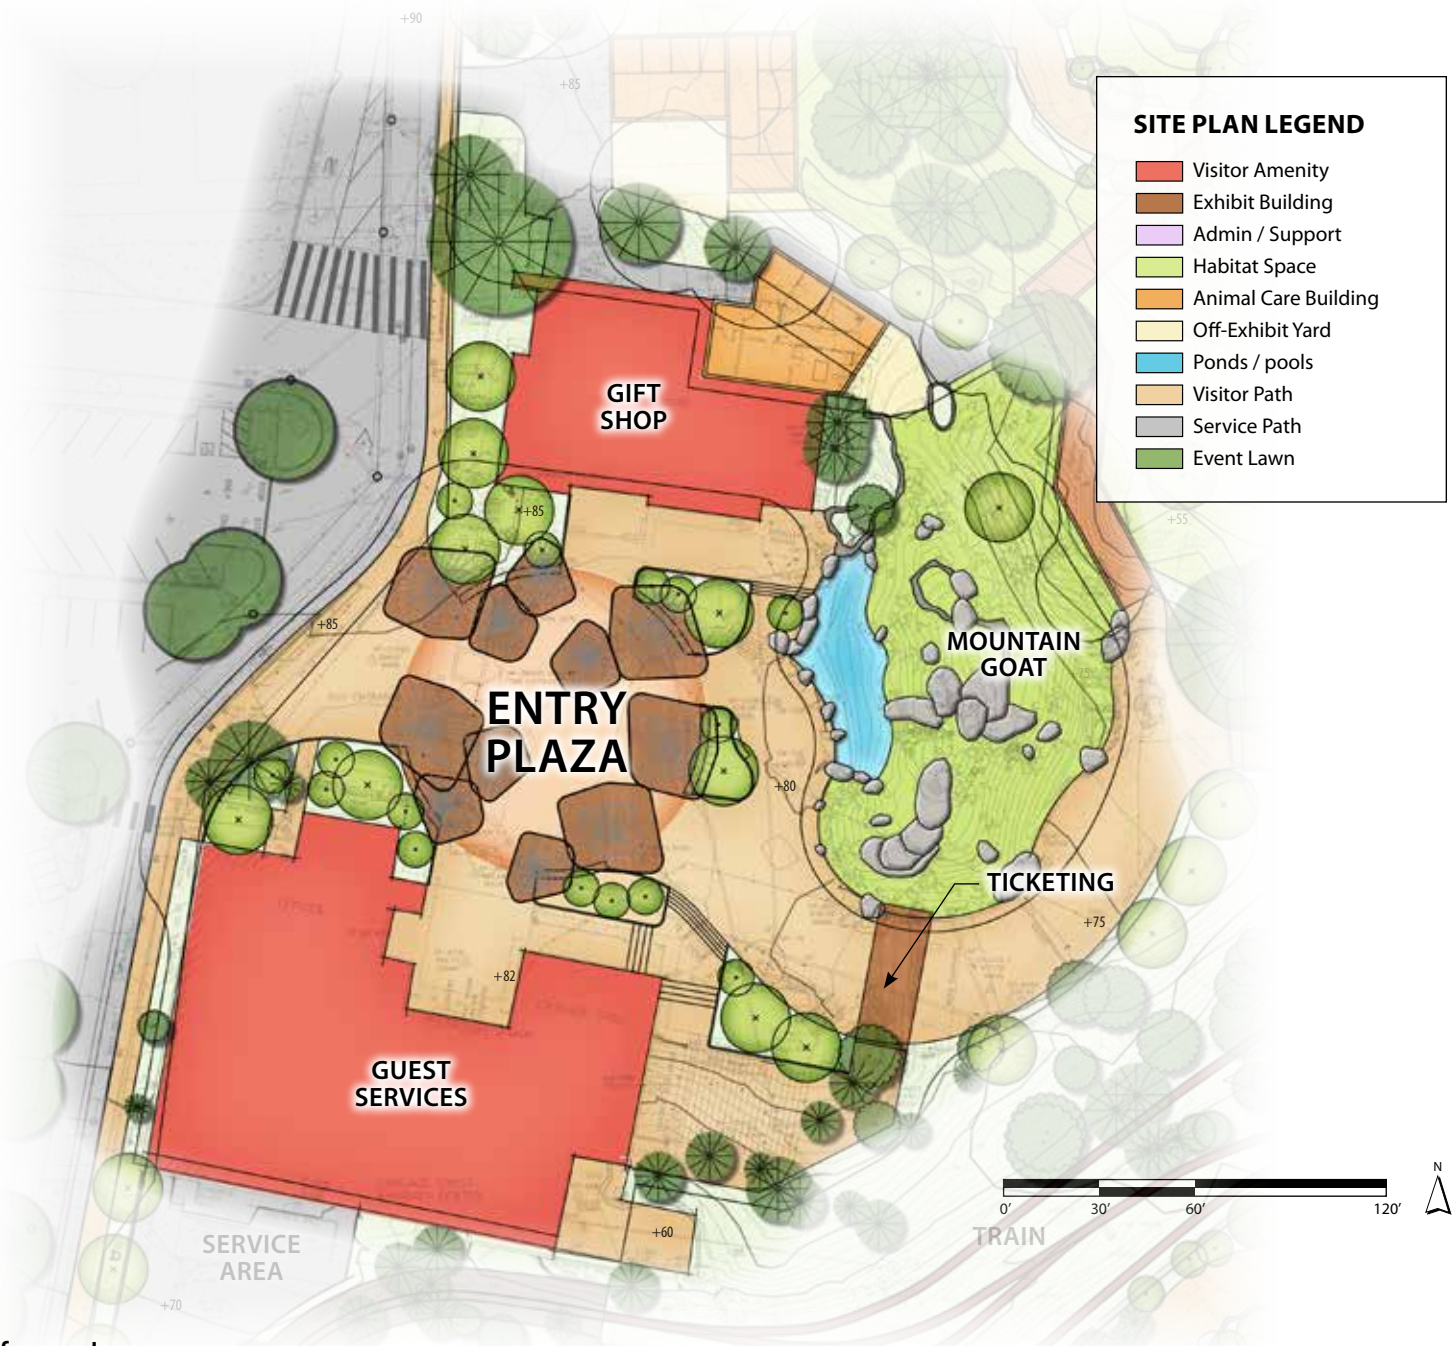 +90
+85
SITE PLAN LEGEND
Visitor Amenity
Exhibit Building
Admin / Support
Habitat Space
Animal Care Building
Off-Exhibit Yard
Ponds / pools
Visitor Path
Service Path
Event Lawn
GIFT
SHOP
+85
+55
+85
MOUNTAIN
GOAT
+75
ENTRY
PLAZA
+80
TICKETING
+75
+82
GUEST
SERVICES
N
0’
30’
60’
120’
+60
TRAIN
SERVICE
AREA
+70